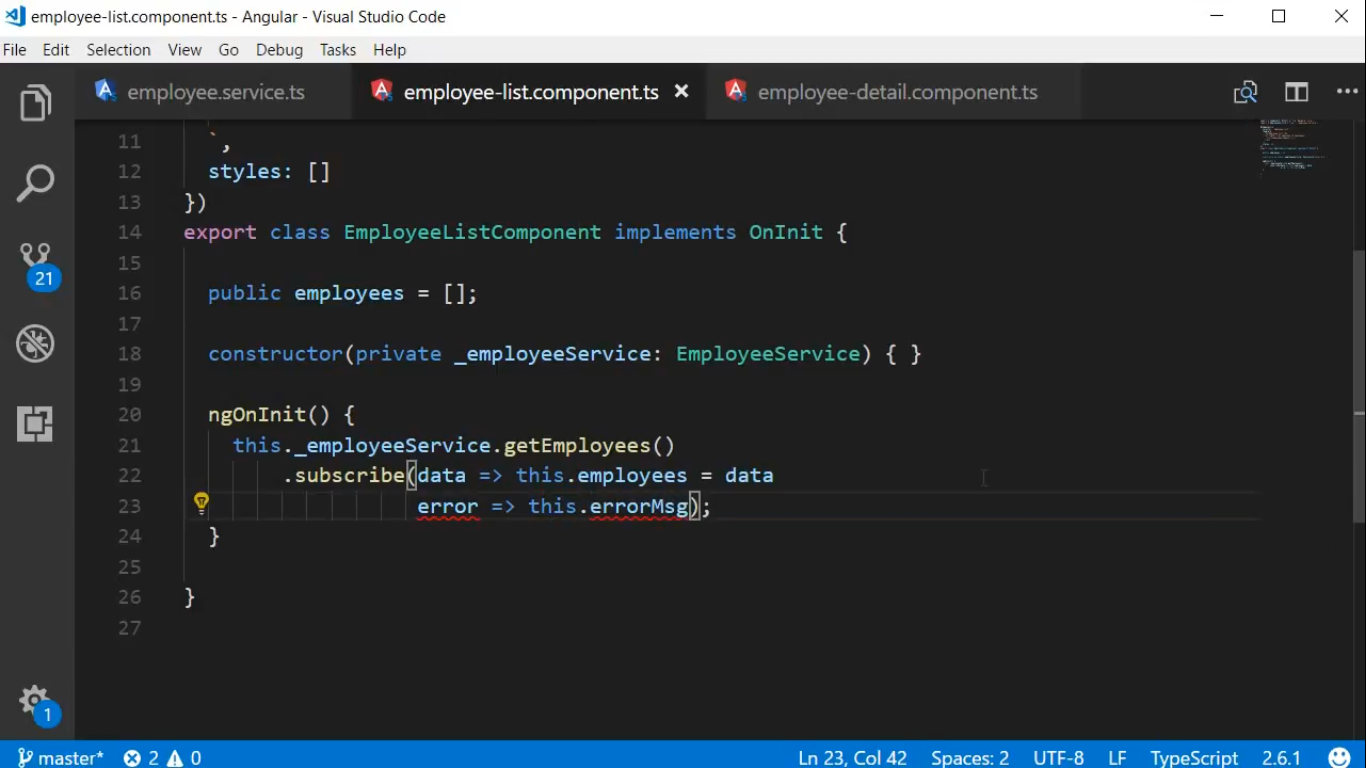 employee-list.component.ts - Angular - Visual Studio Code
File Edit Selection View Go Debug Tasks Help
employee.service.ts employee-list.component.ts employee-detail.component.ts
11 `,
12 styles: []
13 })
14 export class EmployeeListComponent implements OnInit {
15
16 public employees = [];
17
18 constructor(private _employeeService: EmployeeService) { }
19
20 ngOnInit() {
21 this._employeeService.getEmployees()
22 .subscribe(data => this.employees = data
23 error => this.errorMsg);
24 }
25
26 }
27
21
1
master* 2 0 Ln 23, Col 42 Spaces: 2 UTF-8 LF TypeScript 2.6.1